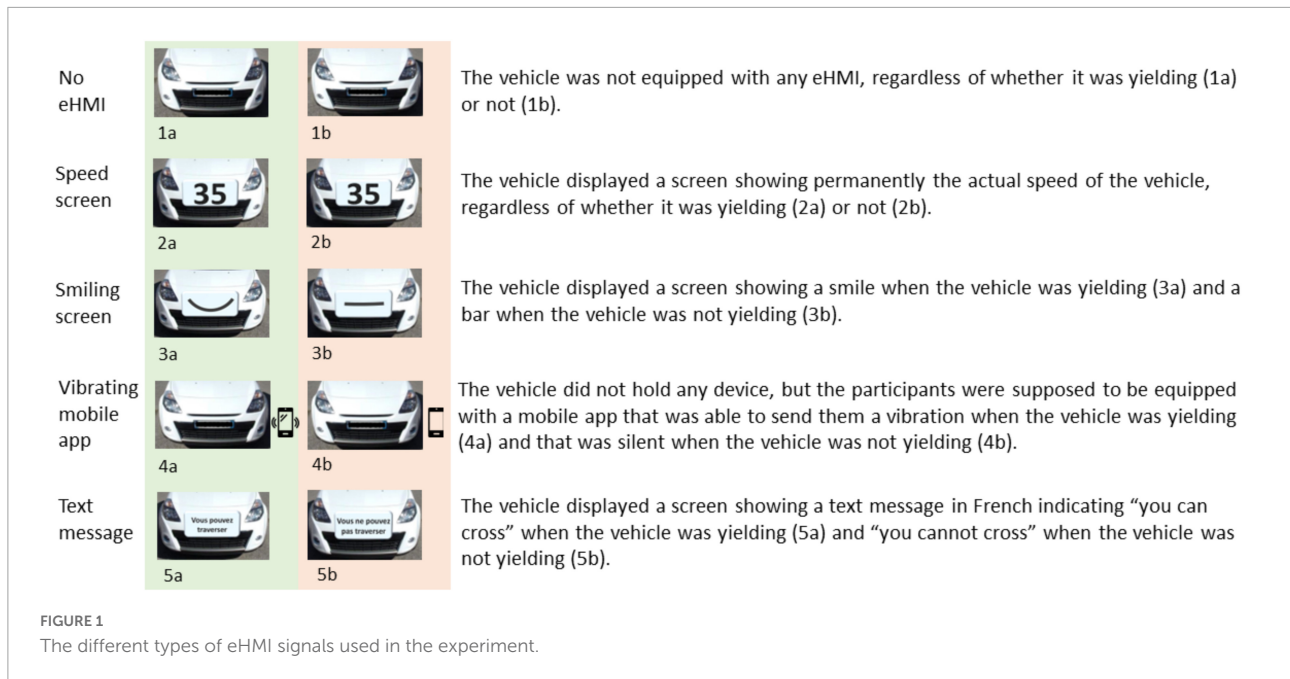 No
eHMI
1a
1b
The vehicle was not equipped with any eHMI, regardless of whether it was yielding (1a)
or not (1b).
Speed
screen
35
35
2a
2b
The vehicle displayed a screen showing permanently the actual speed of the vehicle,
regardless of whether it was yielding (2a) or not (2b).
Smiling
screen
3a
3b
The vehicle displayed a screen showing a smile when the vehicle was yielding (3a) and a
bar when the vehicle was not yielding (3b).
Vibrating
mobile
app
4a
4b
The vehicle did not hold any device, but the participants were supposed to be equipped
with a mobile app that was able to send them a vibration when the vehicle was yielding
(4a) and that was silent when the vehicle was not yielding (4b).
Text
message
Vous pouvez
traverser
Vous ne pouvez
pas traverser
5a
5b
The vehicle displayed a screen showing a text message in French indicating “you can
cross” when the vehicle was yielding (5a) and “you cannot cross” when the vehicle was
not yielding (5b).
FIGURE 1
The different types of eHMI signals used in the experiment.